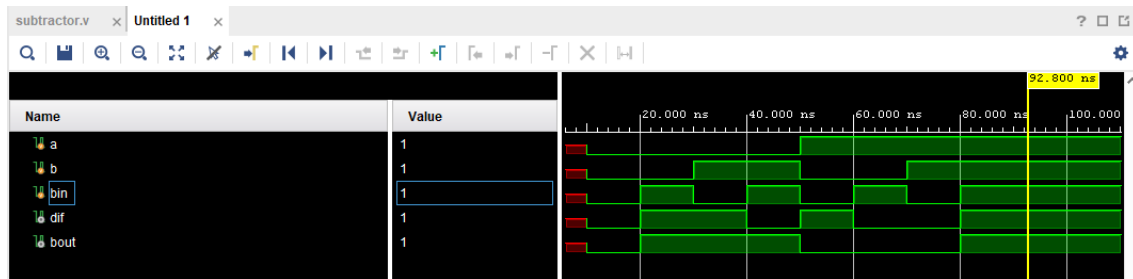 subtractor.v × Untitled 1 ×
?
92.800 ns
Name Value
20.000 ns 40.000 ns 60.000 ns 80.000 ns 100.000
a 1
b 1
bin 1
dif 1
bout 1